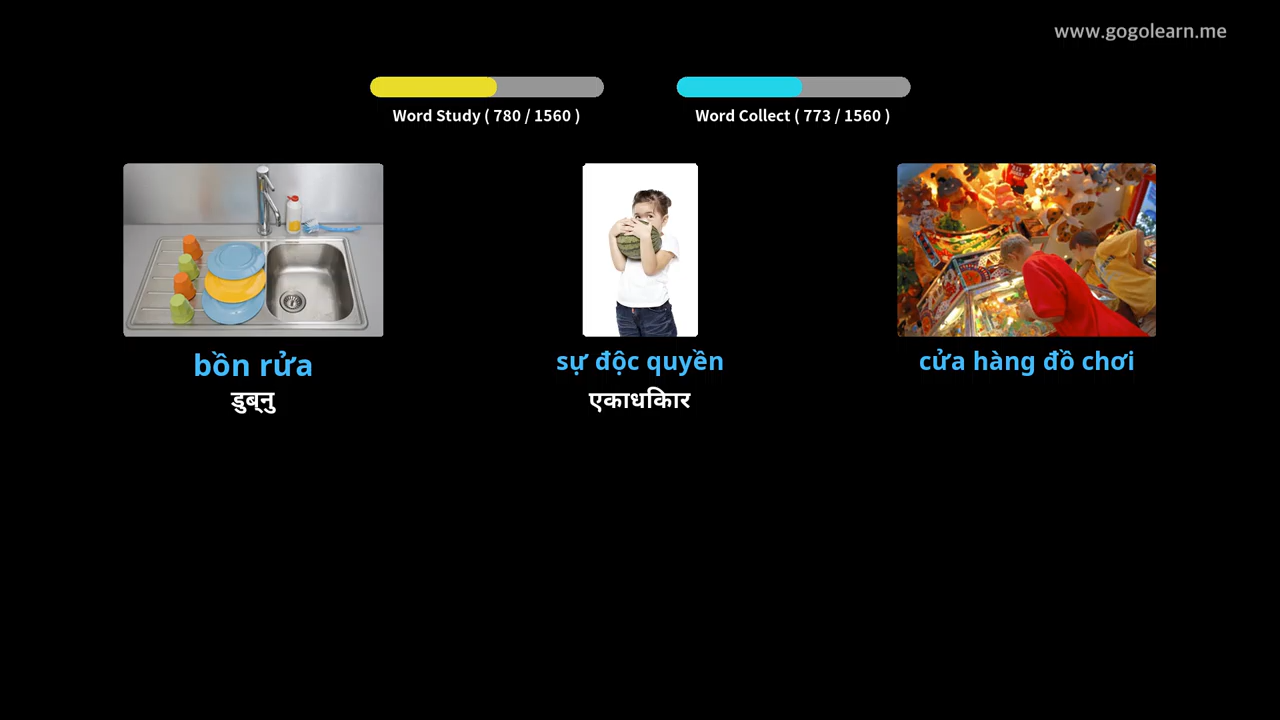 www.gogolearn.me
Word Study ( 780 / 1560 )
Word Collect ( 773 / 1560 )
bồn rửa
sự độc quyền
cửa hàng đồ chơi
डुब्नु
एकाधिकार